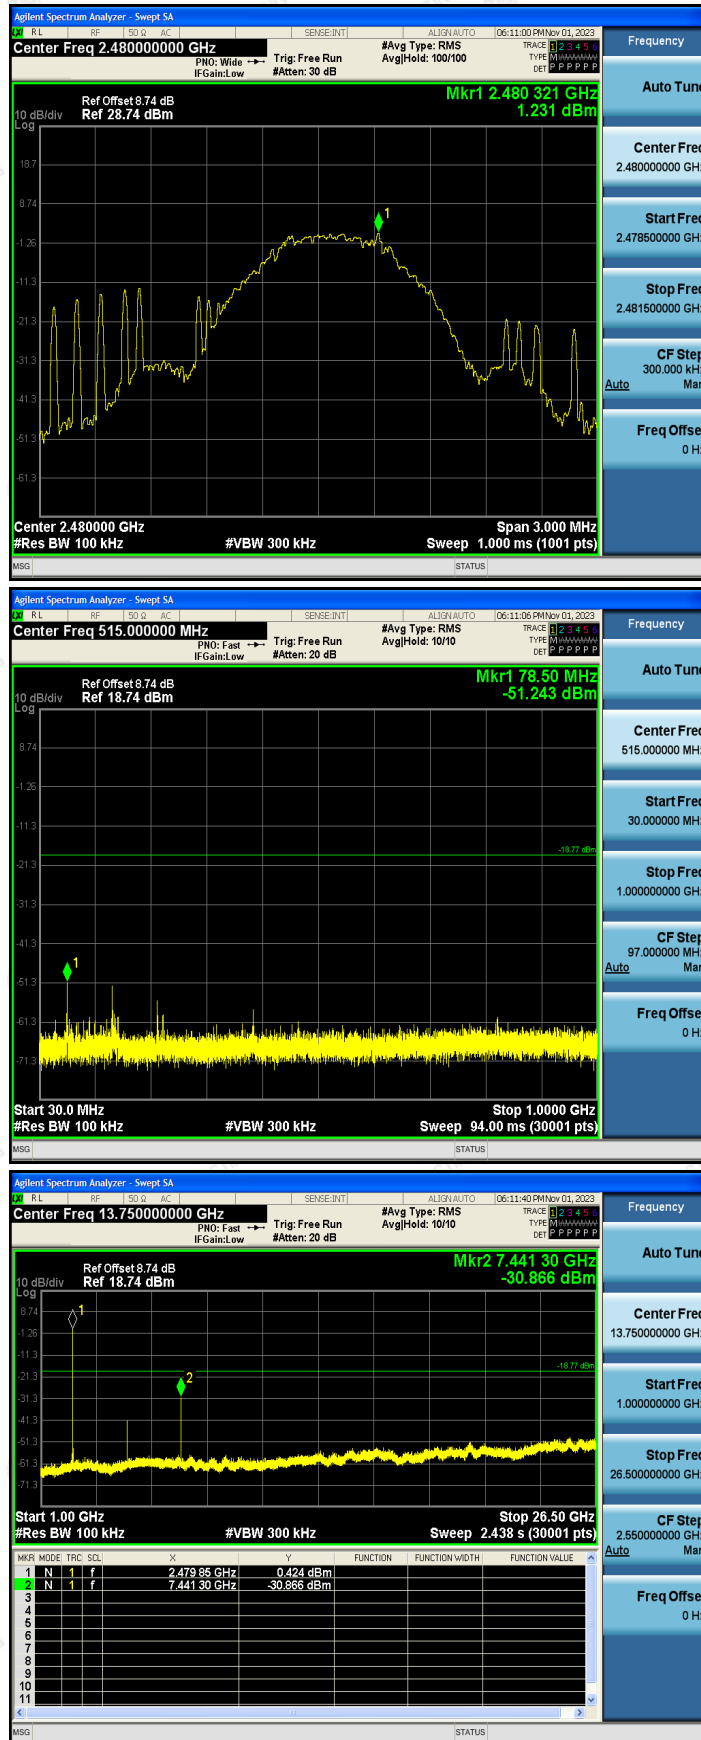 Agilent Spectrum Analyzer - Swept SA
LXI RL RF 50 Ω AC SENSE:INT ALIGN AUTO 06:11:00 PM Nov 01, 2023
Center Freq 2.480000000 GHz #Avg Type: RMS TRACE 1 2 3 4 5 6
PNO: Wide Trig: Free Run Avg|Hold: 100/100 TYPE M
IFGain:Low #Atten: 30 dB DET P P P P P P
Frequency
Ref Offset 8.74 dB Mkr1 2.480 321 GHz
10 dB/div Ref 28.74 dBm 1.231 dBm
Log
18.7
8.74
-1.26
-11.3
-21.3
-31.3
-41.3
-51.3
-61.3
1
Center 2.480000 GHz Span 3.000 MHz
#Res BW 100 kHz #VBW 300 kHz Sweep 1.000 ms (1001 pts)
MSG STATUS
Auto Tune
Center Freq
2.480000000 GHz
Start Freq
2.478500000 GHz
Stop Freq
2.481500000 GHz
CF Step
300.000 kHz
Auto Man
Freq Offset
0 Hz
Agilent Spectrum Analyzer - Swept SA
LXI RL RF 50 Ω AC SENSE:INT ALIGN AUTO 06:11:06 PM Nov 01, 2023
Center Freq 515.000000 MHz #Avg Type: RMS TRACE 1 2 3 4 5 6
PNO: Fast Trig: Free Run Avg|Hold: 10/10 TYPE M
IFGain:Low #Atten: 20 dB DET P P P P P P
Frequency
Ref Offset 8.74 dB Mkr1 78.50 MHz
10 dB/div Ref 18.74 dBm -51.243 dBm
Log
8.74
-1.26
-11.3
-21.3
-31.3
-41.3
-51.3
-61.3
-71.3
-18.77 dBm
1
Start 30.0 MHz Stop 1.0000 GHz
#Res BW 100 kHz #VBW 300 kHz Sweep 94.00 ms (30001 pts)
MSG STATUS
Auto Tune
Center Freq
515.000000 MHz
Start Freq
30.000000 MHz
Stop Freq
1.000000000 GHz
CF Step
97.000000 MHz
Auto Man
Freq Offset
0 Hz
Agilent Spectrum Analyzer - Swept SA
LXI RL RF 50 Ω AC SENSE:INT ALIGN AUTO 06:11:40 PM Nov 01, 2023
Center Freq 13.750000000 GHz #Avg Type: RMS TRACE 1 2 3 4 5 6
PNO: Fast Trig: Free Run Avg|Hold: 10/10 TYPE M
IFGain:Low #Atten: 20 dB DET P P P P P P
Frequency
Ref Offset 8.74 dB Mkr2 7.441 30 GHz
10 dB/div Ref 18.74 dBm -30.866 dBm
Log
8.74
-1.26
-11.3
-21.3
-31.3
-41.3
-51.3
-61.3
-71.3
1
-18.77 dBm
2
Start 1.00 GHz Stop 26.50 GHz
#Res BW 100 kHz #VBW 300 kHz Sweep 2.438 s (30001 pts)
MKR MODE TRC SCL X Y FUNCTION FUNCTION WIDTH FUNCTION VALUE
1 N 1 f 2.479 85 GHz 0.424 dBm
2 N 1 f 7.441 30 GHz -30.866 dBm
3
4
5
6
7
8
9
10
11
MSG STATUS
Auto Tune
Center Freq
13.750000000 GHz
Start Freq
1.000000000 GHz
Stop Freq
26.500000000 GHz
CF Step
2.550000000 GHz
Auto Man
Freq Offset
0 Hz